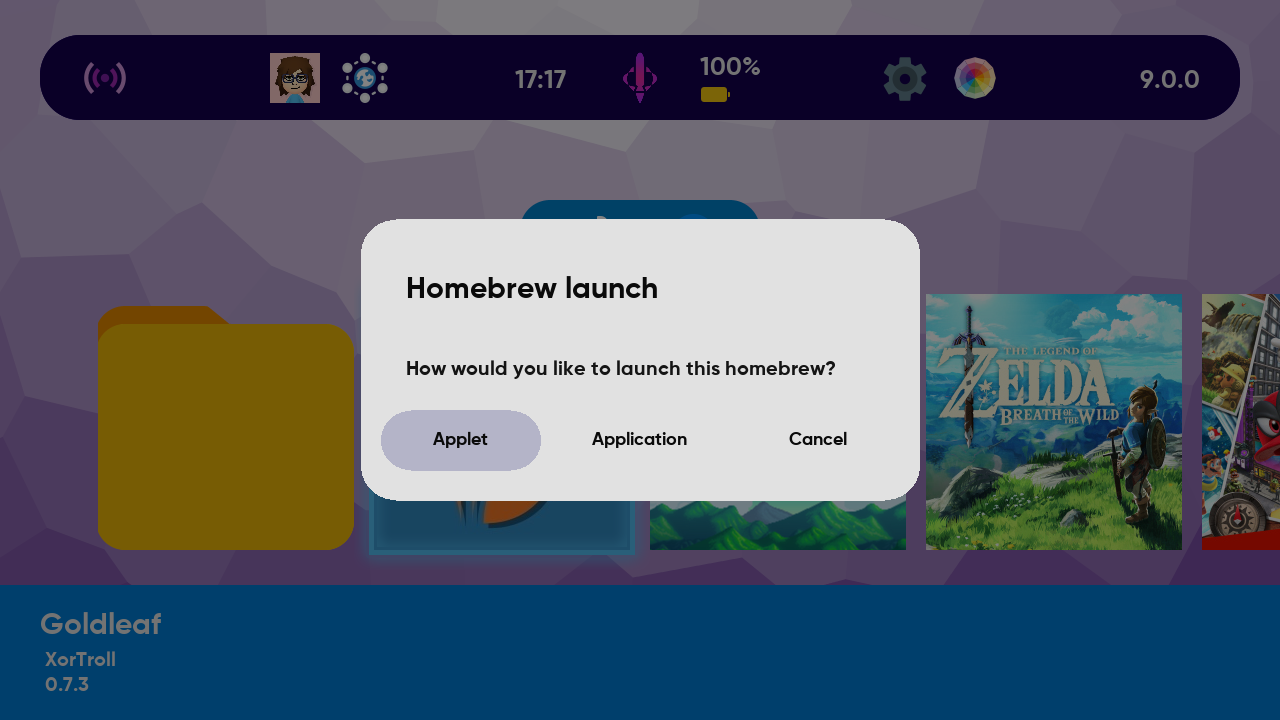 17:17
100%
9.0.0
Homebrew launch
How would you like to launch this homebrew?
Applet
Application
Cancel
THE LEGEND OF
ZELDA
BREATH OF THE WILD
Goldleaf
XorTroll
0.7.3